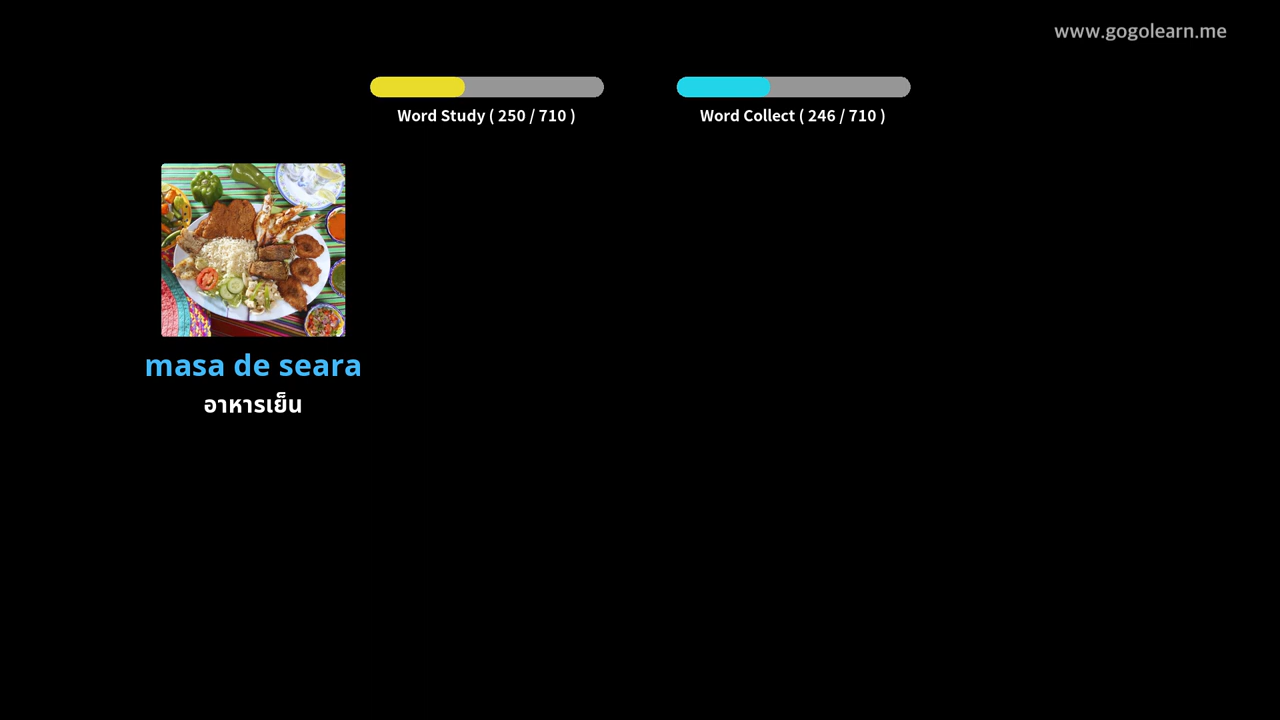 www.gogolearn.me
Word Study ( 250 / 710 )
Word Collect ( 246 / 710 )
masa de seara
อาหารเย็น